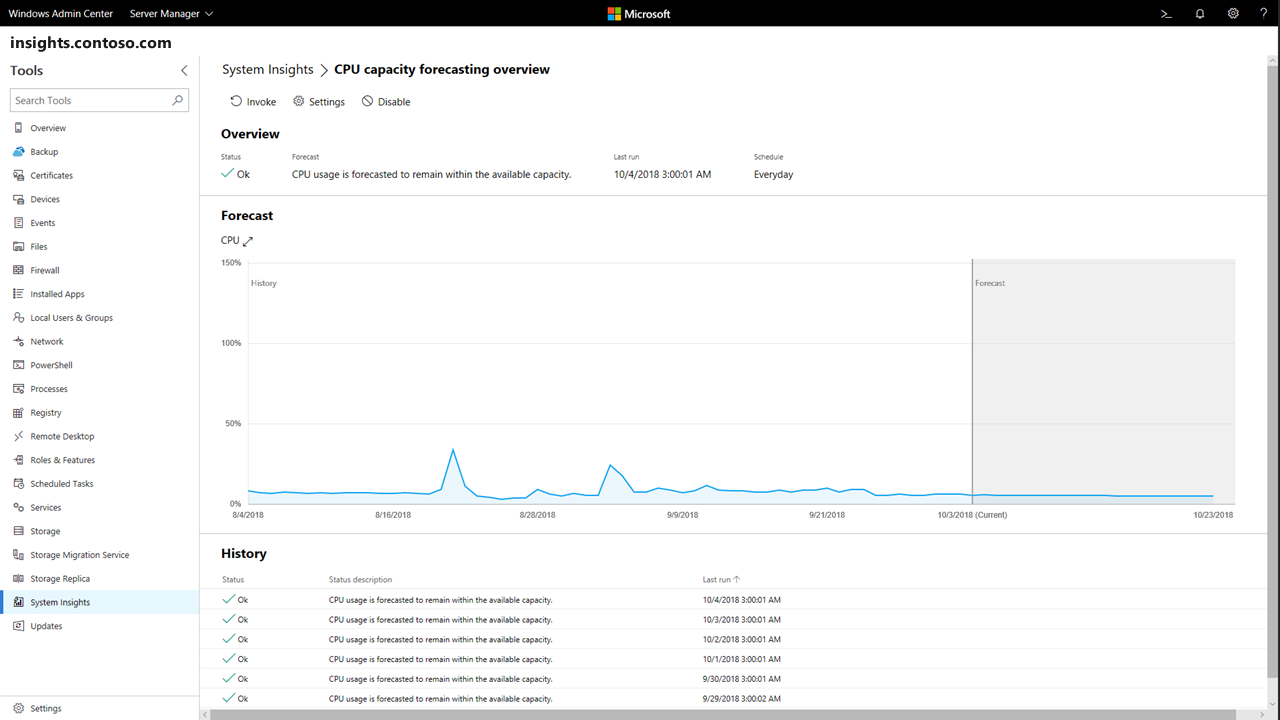 Windows Admin Center Server Manager Microsoft ?
insights.contoso.com
Tools
Search Tools
Overview
Backup
Certificates
Devices
Events
Files
Firewall
Installed Apps
Local Users & Groups
Network
PowerShell
Processes
Registry
Remote Desktop
Roles & Features
Scheduled Tasks
Services
Storage
Storage Migration Service
Storage Replica
System Insights
Updates
Settings
System Insights > CPU capacity forecasting overview
Invoke Settings Disable
Overview
Status Forecast Last run Schedule
Ok CPU usage is forecasted to remain within the available capacity. 10/4/2018 3:00:01 AM Everyday
Forecast
CPU
150%
History Forecast
100%
50%
0%
8/4/2018 8/16/2018 8/28/2018 9/9/2018 9/21/2018 10/3/2018 (Current) 10/23/2018
History
Status Status description Last run
Ok CPU usage is forecasted to remain within the available capacity. 10/4/2018 3:00:01 AM
Ok CPU usage is forecasted to remain within the available capacity. 10/3/2018 3:00:01 AM
Ok CPU usage is forecasted to remain within the available capacity. 10/2/2018 3:00:01 AM
Ok CPU usage is forecasted to remain within the available capacity. 10/1/2018 3:00:01 AM
Ok CPU usage is forecasted to remain within the available capacity. 9/30/2018 3:00:01 AM
Ok CPU usage is forecasted to remain within the available capacity. 9/29/2018 3:00:02 AM